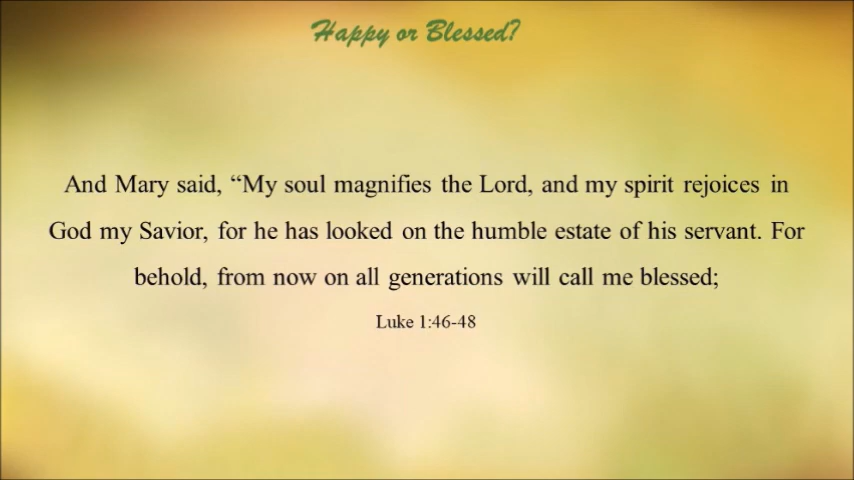 Happy or Blessed?
And Mary said, “My soul magnifies the Lord, and my spirit rejoices in
God my Savior, for he has looked on the humble estate of his servant. For
behold, from now on all generations will call me blessed;
Luke 1:46-48